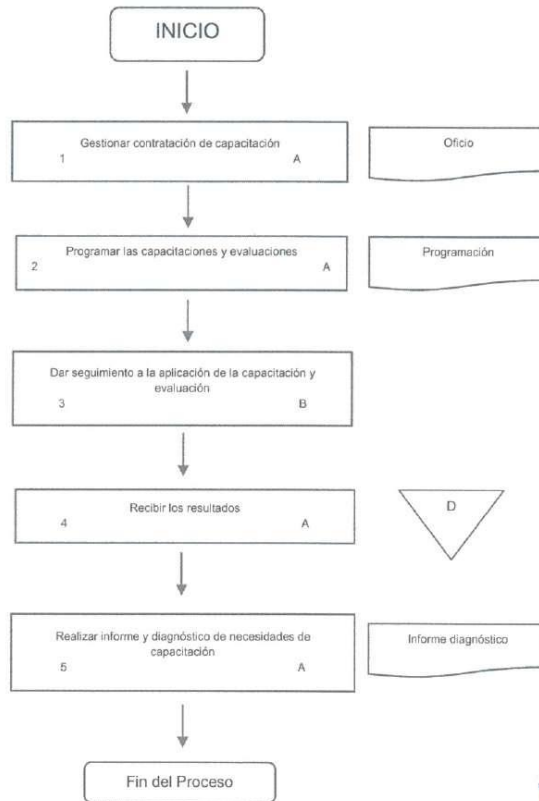 INICIO
Gestionar contratación de capacitación
1 A
Oficio
Programar las capacitaciones y evaluaciones
2 A
Programación
Dar seguimiento a la aplicación de la capacitación y
evaluación
3 B
Recibir los resultados
4 A
D
Realizar informe y diagnóstico de necesidades de
capacitación
5 A
Informe diagnóstico
Fin del Proceso